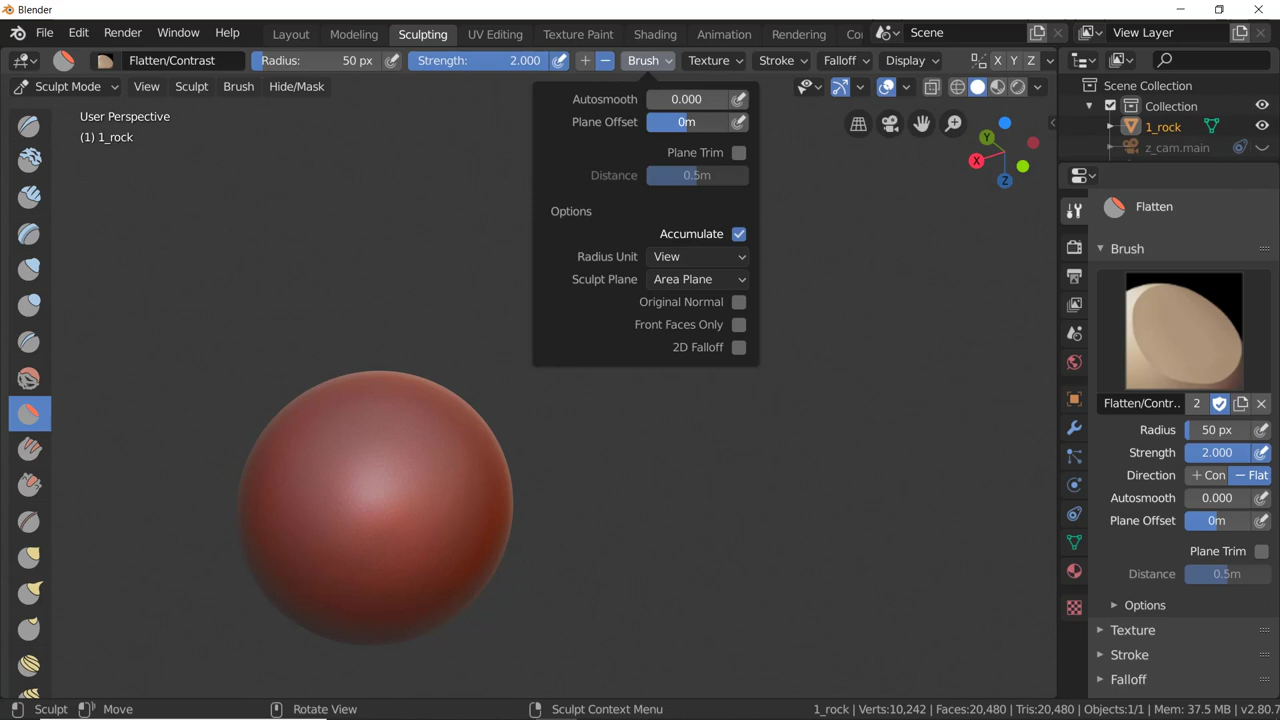 Blender
File Edit Render Window Help Layout Modeling Sculpting UV Editing Texture Paint Shading Animation Rendering Co Scene View Layer
Flatten/Contrast Radius: 50 px Strength: 2.000 + − Brush Texture Stroke Falloff Display X Y Z
Sculpt Mode View Sculpt Brush Hide/Mask
User Perspective
(1) 1_rock
Autosmooth 0.000
Plane Offset 0m
Plane Trim
Distance 0.5m
Options
Accumulate
Radius Unit View
Sculpt Plane Area Plane
Original Normal
Front Faces Only
2D Falloff
Y
X
Z
Scene Collection
Collection
1_rock
z_cam.main
Flatten
Brush
Flatten/Contr.. 2
Radius 50 px
Strength 2.000
Direction + Con − Flat
Autosmooth 0.000
Plane Offset 0m
Plane Trim
Distance 0.5m
Options
Texture
Stroke
Falloff
Sculpt Move Rotate View Sculpt Context Menu 1_rock | Verts:10,242 | Faces:20,480 | Tris:20,480 | Objects:1/1 | Mem: 37.5 MB | v2.80.7